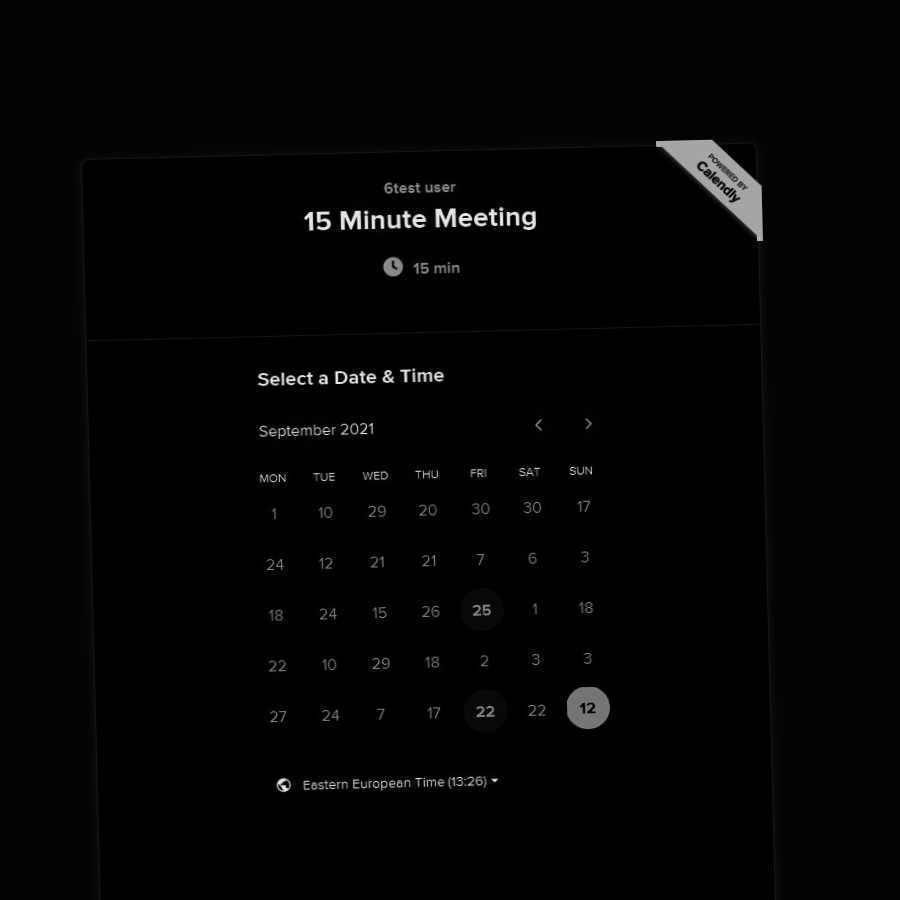 POWERED BY
Calendly
6test user
15 Minute Meeting
15 min
Select a Date & Time
September 2021
MON TUE WED THU FRI SAT SUN
1 10 29 20 30 30 17
24 12 21 21 7 6 3
18 24 15 26 25 1 18
22 10 29 18 2 3 3
27 24 7 17 22 22 12
Eastern European Time (13:26)